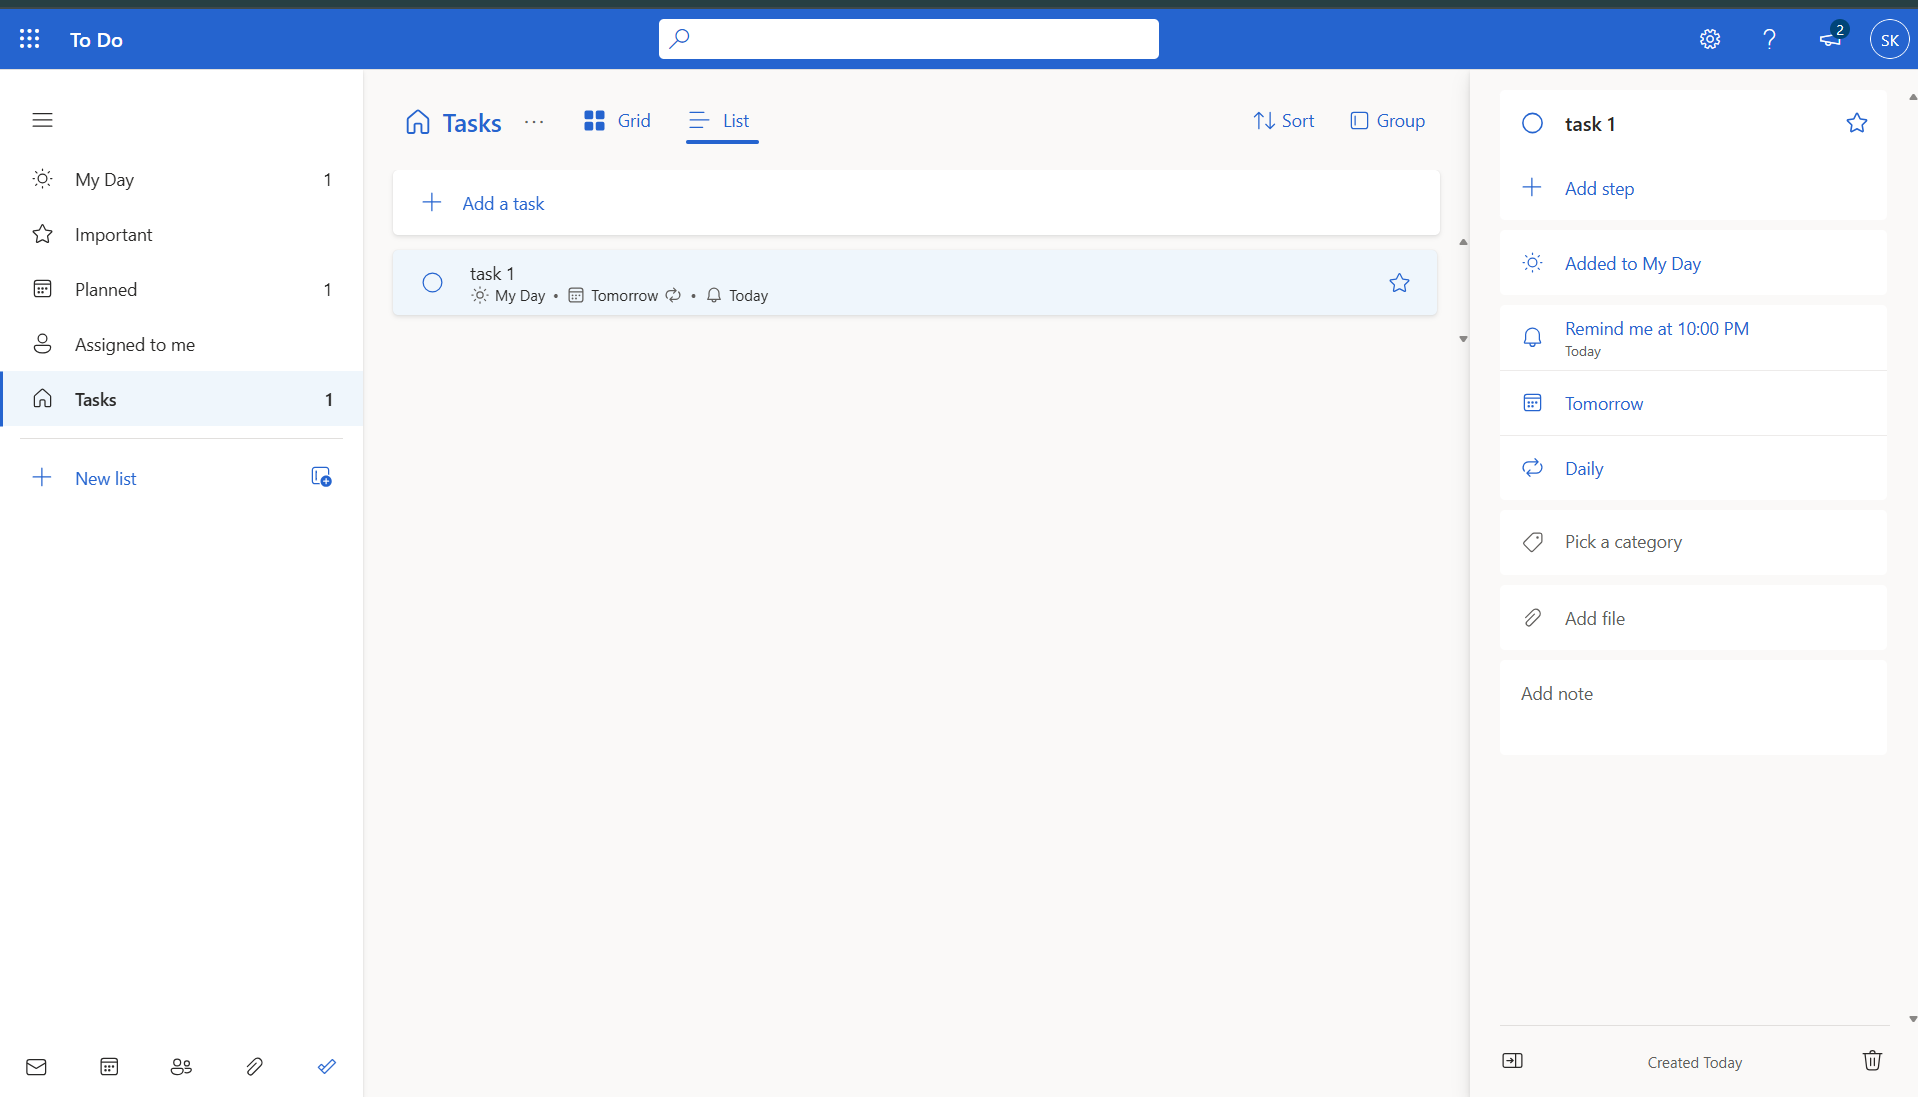 To Do
2
SK
My Day 1
Important
Planned 1
Assigned to me
Tasks 1
New list
Tasks ... Grid List Sort Group
Add a task
task 1
My Day • Tomorrow • Today
task 1
Add step
Added to My Day
Remind me at 10:00 PM
Today
Tomorrow
Daily
Pick a category
Add file
Add note
Created Today